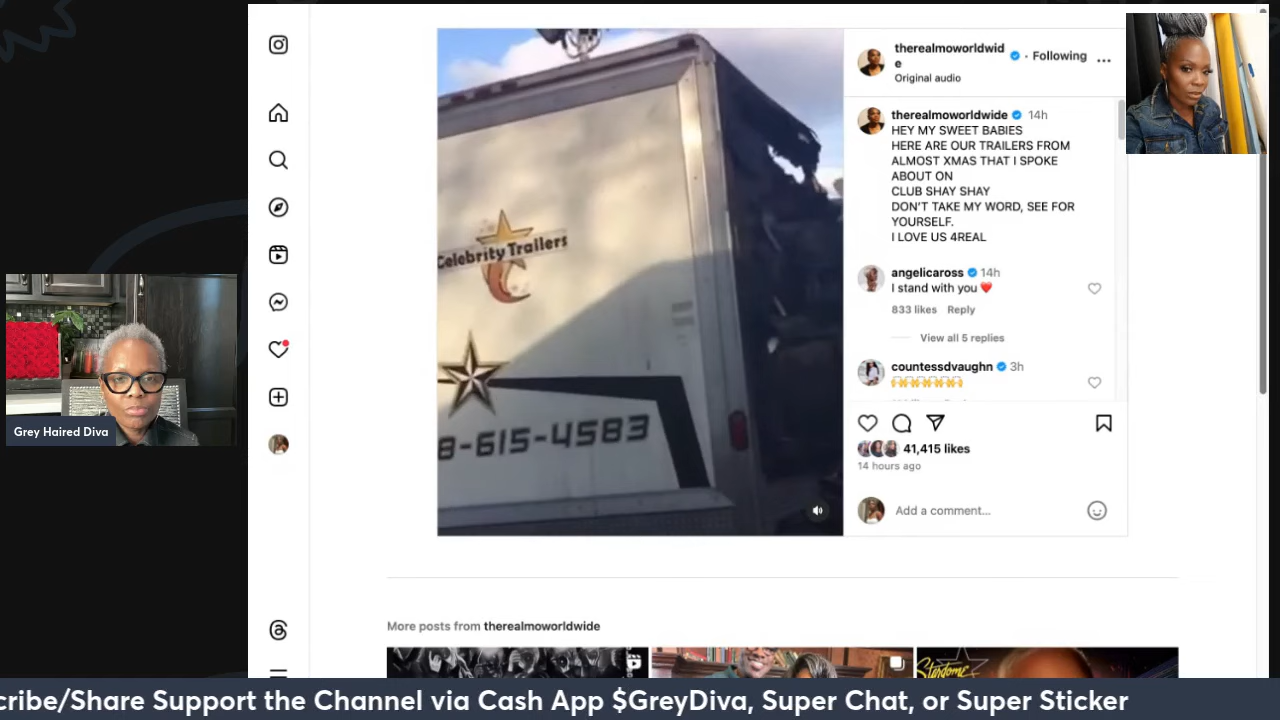 therealmoworldwid
e
· Following
Original audio
therealmoworldwide 14h
HEY MY SWEET BABIES
HERE ARE OUR TRAILERS FROM
ALMOST XMAS THAT I SPOKE
ABOUT ON
CLUB SHAY SHAY
DON'T TAKE MY WORD, SEE FOR
YOURSELF.
I LOVE US 4REAL
angelicaross 14h
I stand with you ❤️
833 likes Reply
View all 5 replies
countessdvaughn 3h
🙌🙌🙌🙌🙌🙌
41,415 likes
14 hours ago
Add a comment...
Celebrity Trailers
8-615-4583
Grey Haired Diva
More posts from therealmoworldwide
Stardome
cribe/Share Support the Channel via Cash App $GreyDiva, Super Chat, or Super Sticker